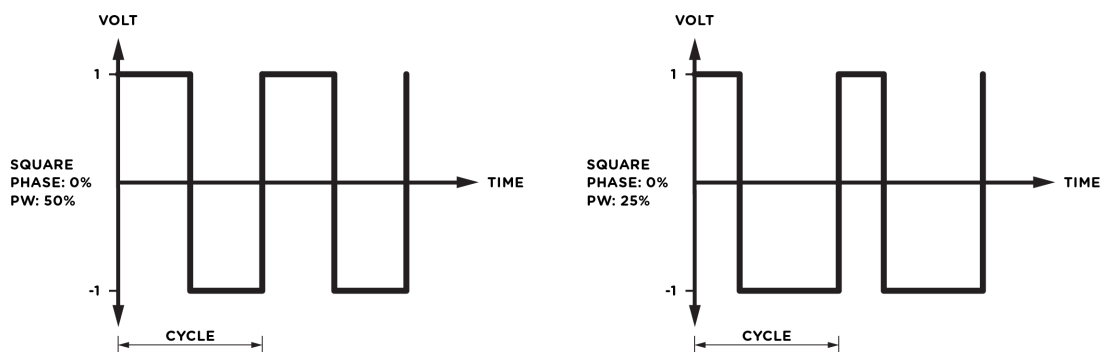 VOLT
1
SQUARE
PHASE: 0%
PW: 50%
TIME
-1
CYCLE
VOLT
1
SQUARE
PHASE: 0%
PW: 25%
TIME
-1
CYCLE